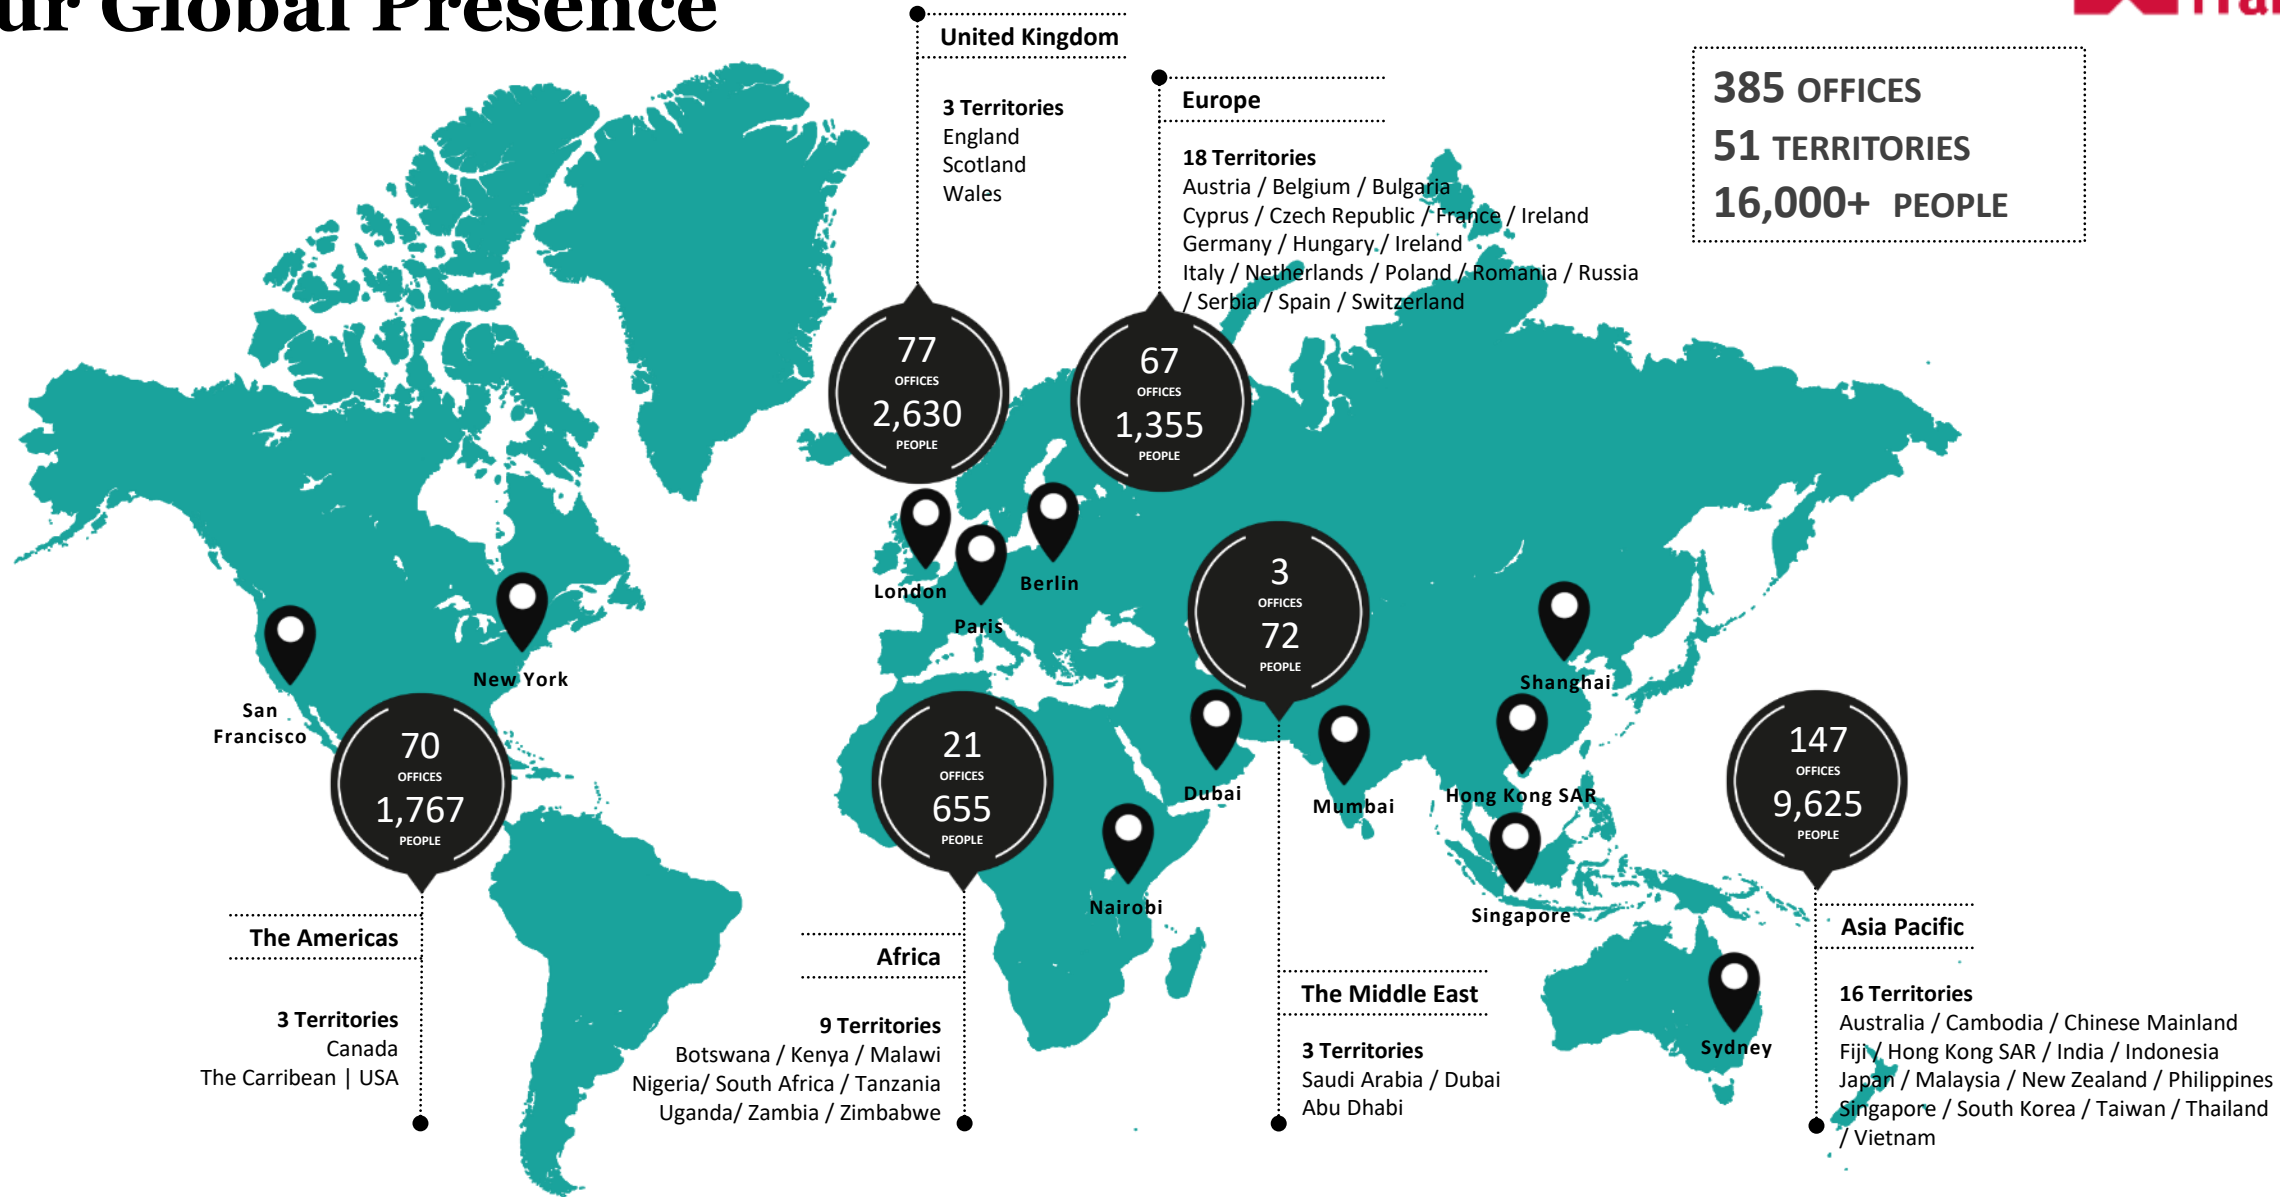 ur Global Presence
385 OFFICES
51 TERRITORIES
16,000+ PEOPLE
United Kingdom
3 Territories
England
Scotland
Wales
Europe
18 Territories
Austria / Belgium / Bulgaria
Cyprus / Czech Republic / France / Ireland
Germany / Hungary / Ireland
Italy / Netherlands / Poland / Romania / Russia
/ Serbia / Spain / Switzerland
77
OFFICES
2,630
PEOPLE
67
OFFICES
1,355
PEOPLE
London
Paris
Berlin
3
OFFICES
72
PEOPLE
New York
San
Francisco
Shanghai
Dubai
Mumbai
Hong Kong SAR
Nairobi
Singapore
Sydney
70
OFFICES
1,767
PEOPLE
21
OFFICES
655
PEOPLE
147
OFFICES
9,625
PEOPLE
The Americas
3 Territories
Canada
The Carribean | USA
Africa
9 Territories
Botswana / Kenya / Malawi
Nigeria/ South Africa / Tanzania
Uganda/ Zambia / Zimbabwe
The Middle East
3 Territories
Saudi Arabia / Dubai
Abu Dhabi
Asia Pacific
16 Territories
Australia / Cambodia / Chinese Mainland
Fiji / Hong Kong SAR / India / Indonesia
Japan / Malaysia / New Zealand / Philippines
Singapore / South Korea / Taiwan / Thailand
/ Vietnam